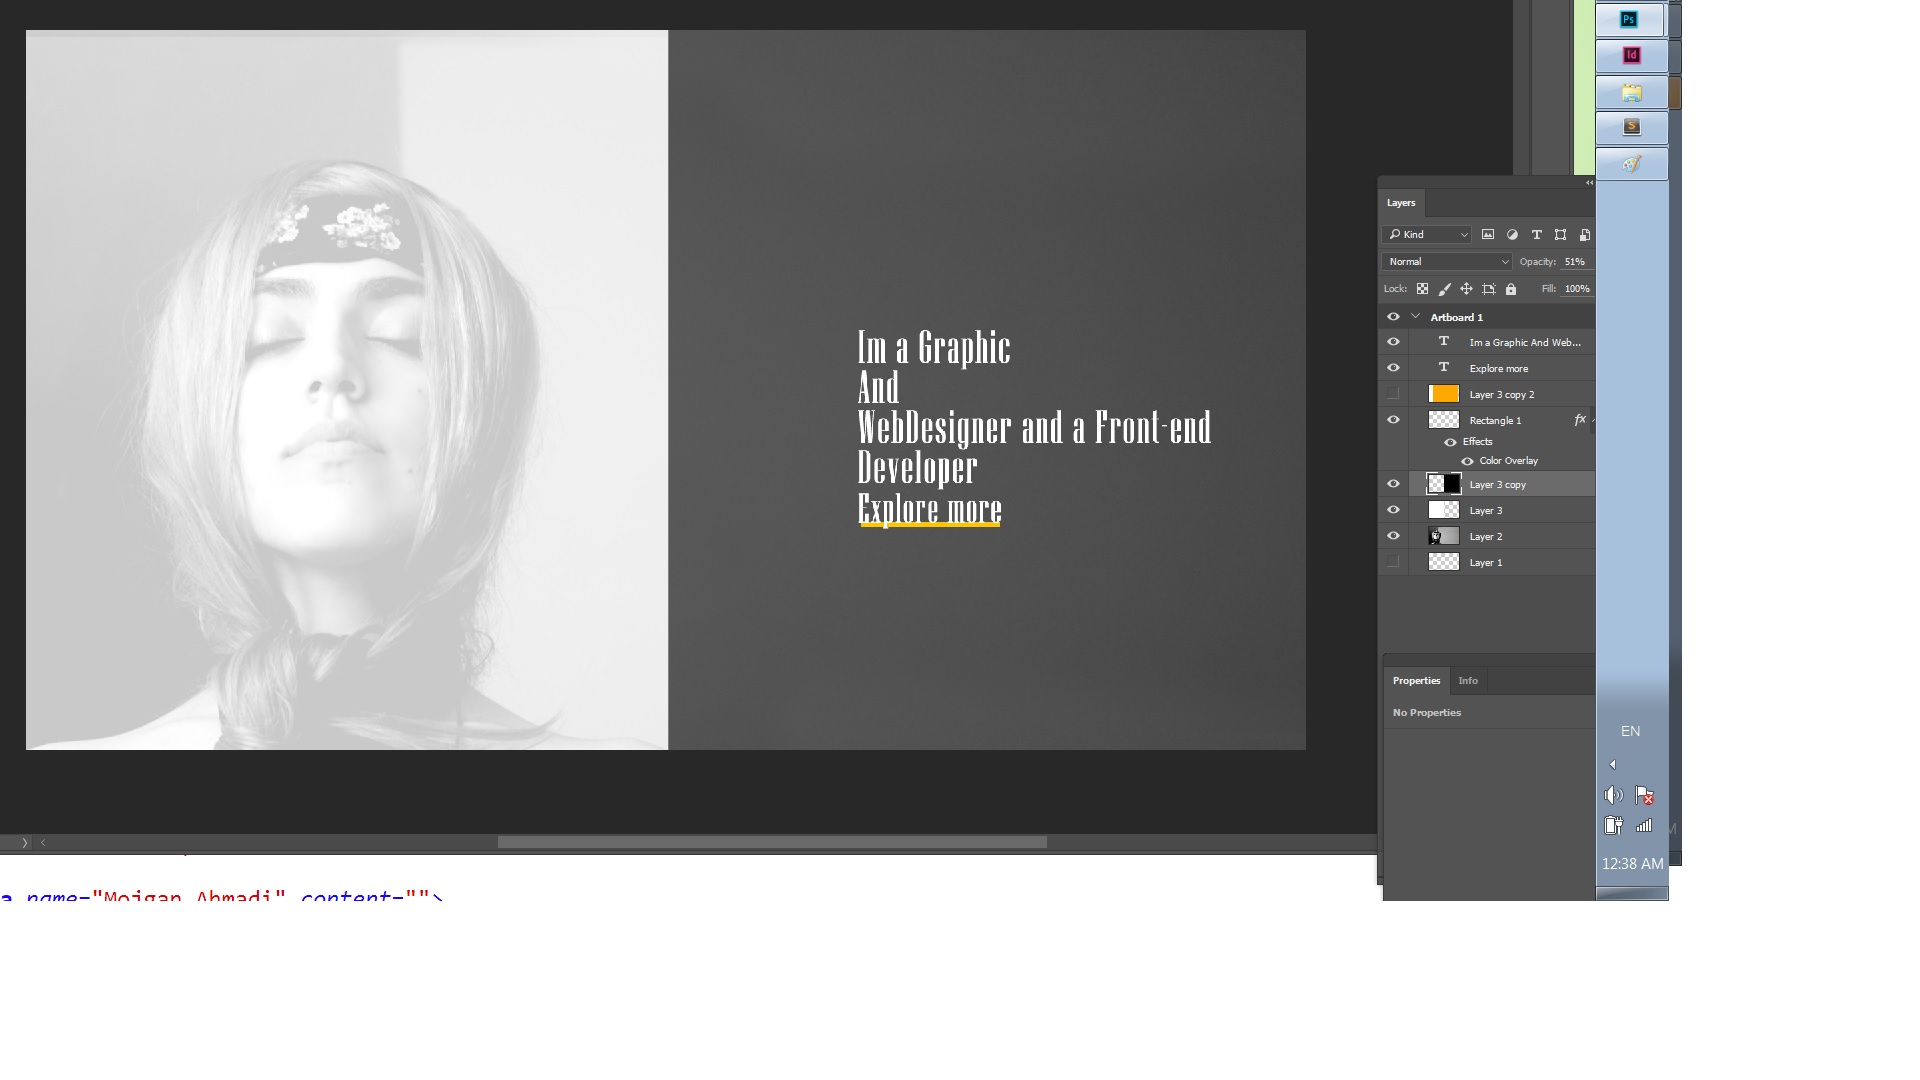 Im a Graphic
And
WebDesigner and a Front-end
Developer
Explore more
Ps
Id
S
Layers
Kind
T
Normal
Opacity: 51%
Lock:
Fill: 100%
Artboard 1
T Im a Graphic And Web...
T Explore more
Layer 3 copy 2
Rectangle 1 fx
Effects
Color Overlay
Layer 3 copy
Layer 3
Layer 2
Layer 1
Properties Info
No Properties
EN
12:38 AM
a name="Mojgan Ahmadi" content="">